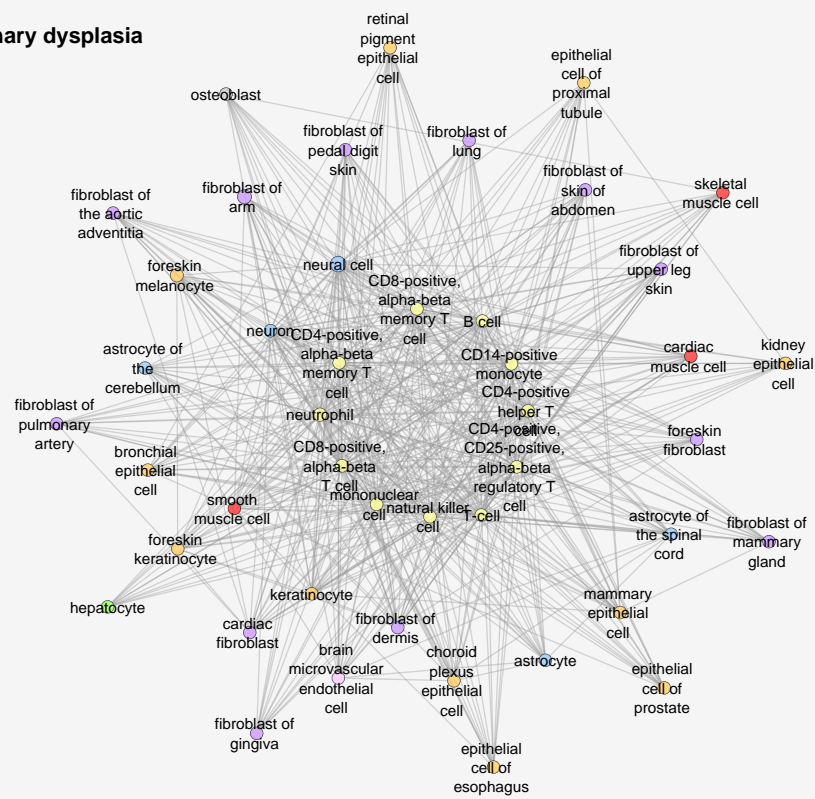 ary dysplasia
retinal
pigment
epithelial
cell
epithelial
cell of
proximal
tubule
osteoblast
fibroblast of
pedal digit
skin
fibroblast of
lung
fibroblast of
skin of
abdomen
skeletal
muscle cell
fibroblast of
arm
fibroblast of
the aortic
adventitia
foreskin
melanocyte
neural cell
fibroblast of
upper leg
skin
CD8-positive,
alpha-beta
memory T
cell
B cell
neuron
CD4-positive,
alpha-beta
memory T
cell
CD14-positive
monocyte
cardiac
muscle cell
kidney
epithelial
cell
astrocyte of
the
cerebellum
CD4-positive
helper T
cell
fibroblast of
pulmonary
artery
neutrophil
CD4-positive,
CD25-positive,
alpha-beta
regulatory T
cell
foreskin
fibroblast
bronchial
epithelial
cell
CD8-positive,
alpha-beta
T cell
mononuclear
cell
natural killer
cell
T-cell
smooth
muscle cell
astrocyte of
the spinal
cord
fibroblast of
mammary
gland
foreskin
keratinocyte
hepatocyte
keratinocyte
mammary
epithelial
cell
cardiac
fibroblast
fibroblast of
dermis
brain
microvascular
endothelial
cell
choroid
plexus
epithelial
cell
astrocyte
epithelial
cell of
prostate
fibroblast of
gingiva
epithelial
cell of
esophagus